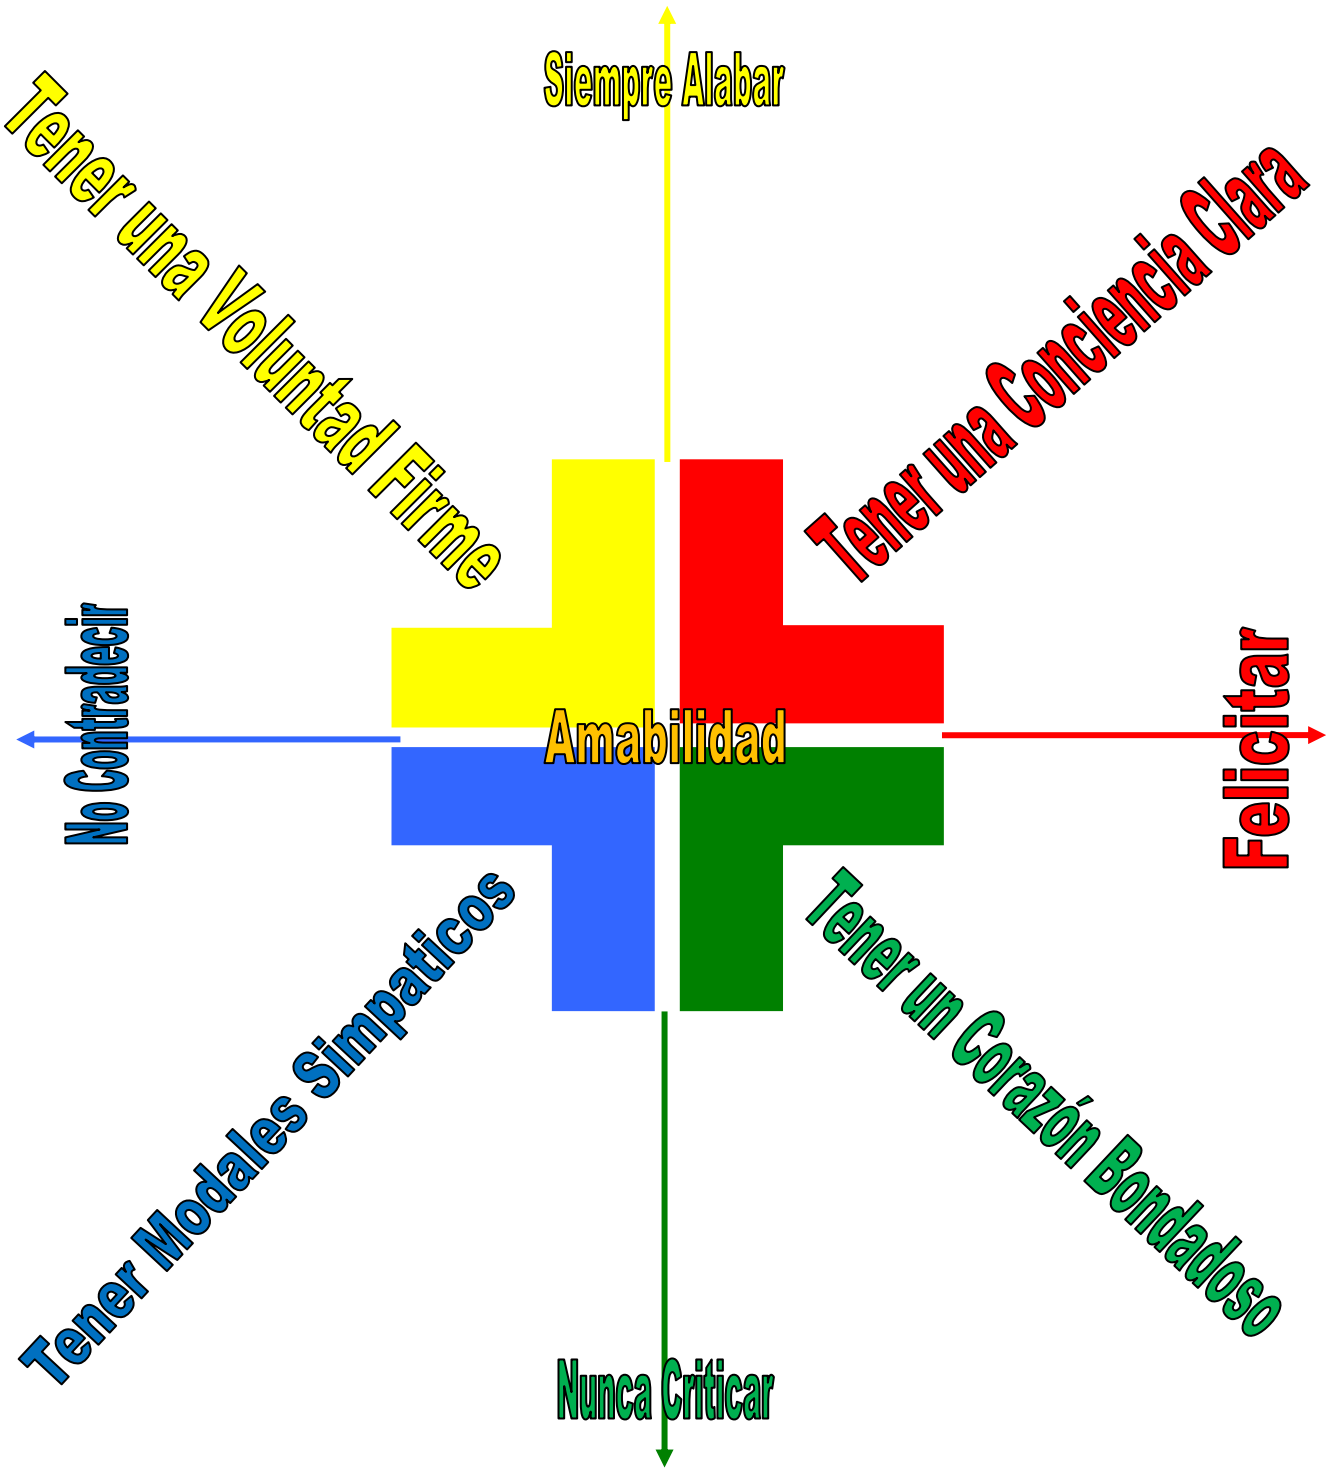 Siempre Alabar
Tener una Voluntad Firme
Tener una Conciencia Clara
No Contradecir
Amabilidad
Felicitar
Tener Modales Simpaticos
Tener un Corazón Bondadoso
Nunca Criticar